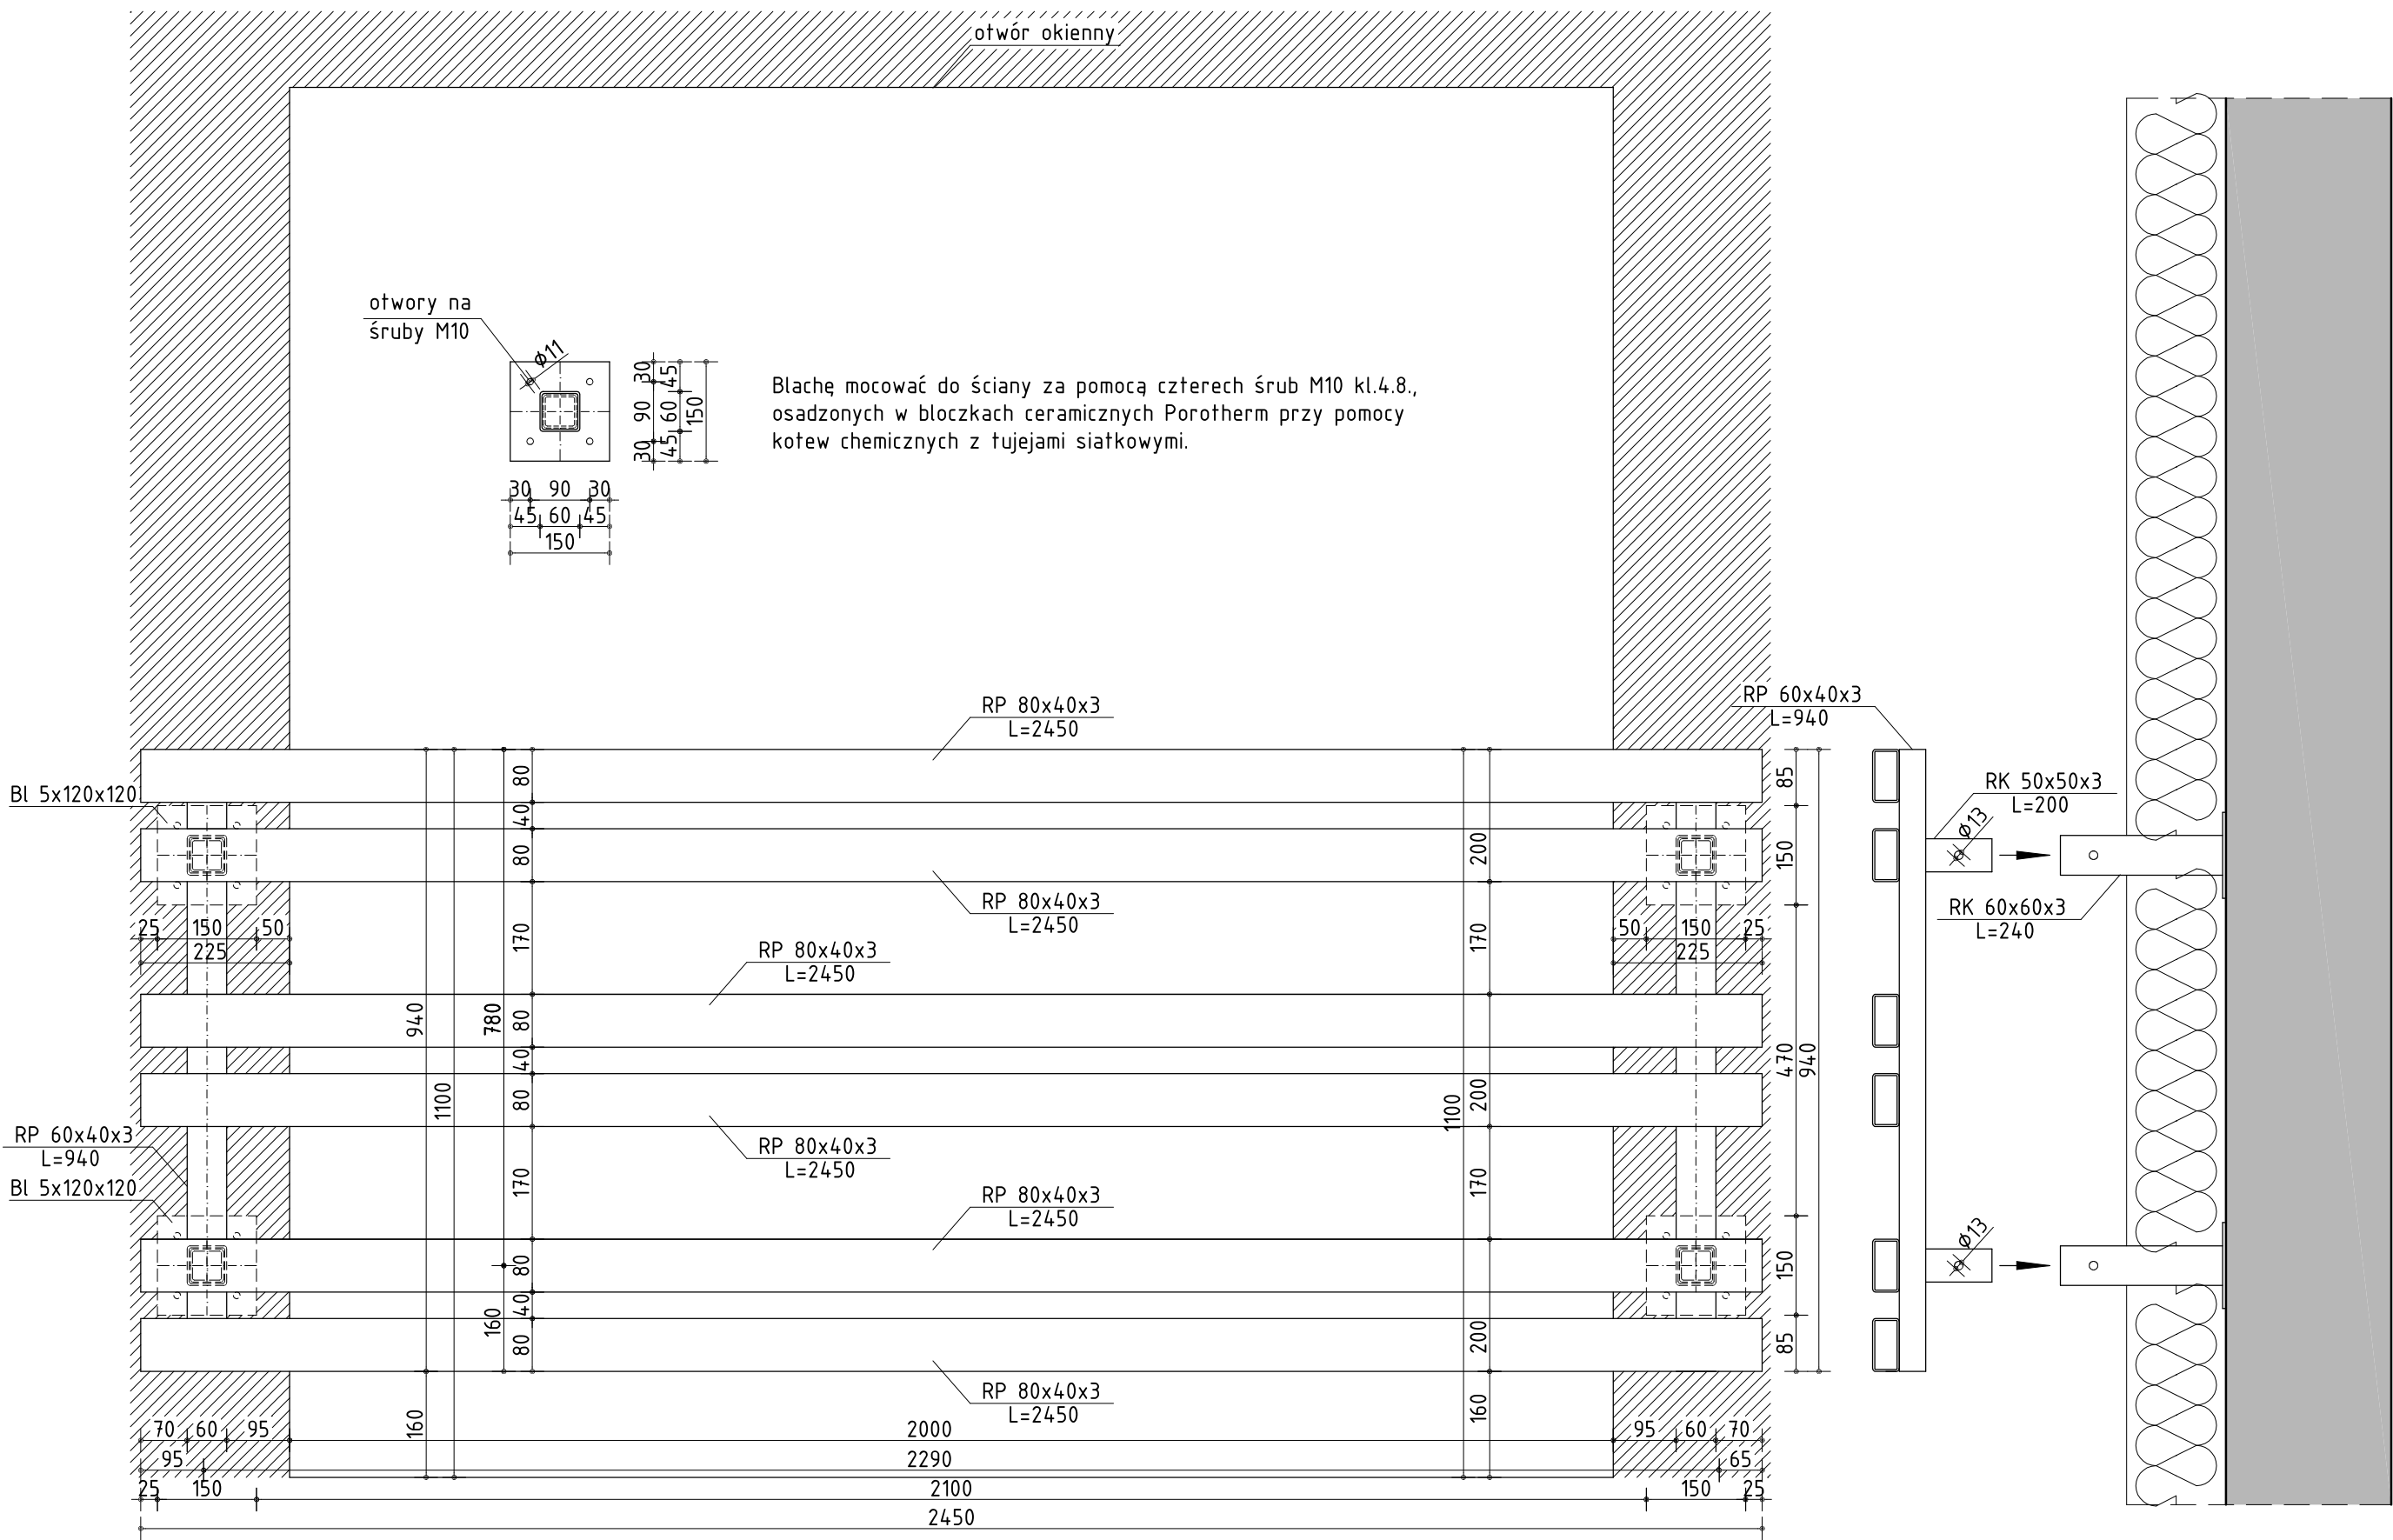 otwór okienny
otwory na
śruby M10
Ø11
30
90
30
45
60
45
150
30 90 30
45 60 45
150
Blachę mocować do ściany za pomocą czterech śrub M10 kl.4.8.,
osadzonych w bloczkach ceramicznych Porotherm przy pomocy
kotew chemicznych z tujejami siatkowymi.
RP 80x40x3
L=2450
RP 60x40x3
L=940
Bl 5x120x120
RK 50x50x3
L=200
Ø13
RP 80x40x3
L=2450
RK 60x60x3
L=240
25 150 50
225
50 150 25
225
RP 80x40x3
L=2450
80
40
80
170
80
40
80
170
80
40
80
940
1100
780
160
160
200
170
200
170
200
160
1100
85
150
470
150
85
940
RP 80x40x3
L=2450
RP 60x40x3
L=940
Bl 5x120x120
RP 80x40x3
L=2450
Ø13
RP 80x40x3
L=2450
70 60 95 2000 95 60 70
95 2290 65
25 150 2100 150 25
2450